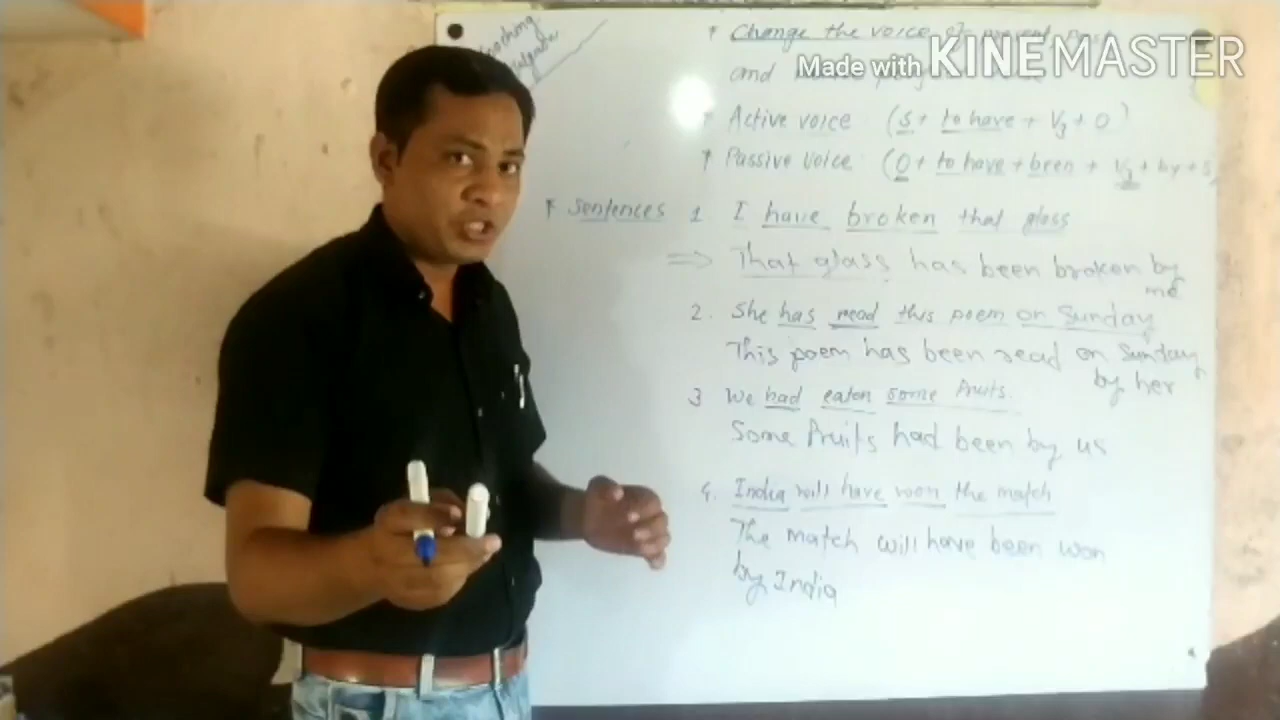 Change the voice of
and
Made with KINEMASTER
Active voice (S + to have + V3 + O)
Passive voice (O + to have + been + V3 + by + S
Sentences 1 I have broken that glass
⇒ That glass has been broken by
me
2. She has read this poem on Sunday
This poem has been read on Sunday
by her
3 We had eaten some fruits.
Some fruits had been by us
4. India will have won the match
The match will have been won
by India